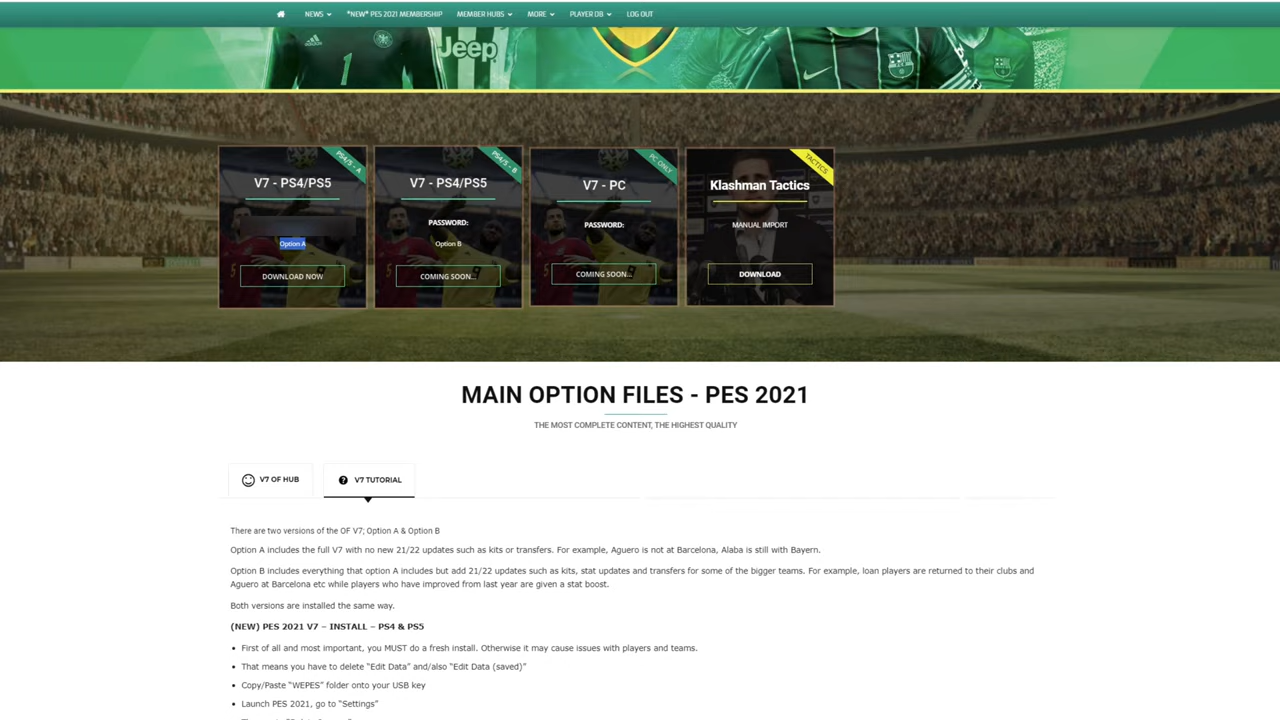 NEWS *NEW* PES 2021 MEMBERSHIP MEMBER HUBS MORE PLAYER DB LOG OUT
1 Jeep
PS4/5 - A
V7 - PS4/PS5
Option A
DOWNLOAD NOW
PS4/5 - B
V7 - PS4/PS5
PASSWORD:
Option B
COMING SOON...
PC ONLY
V7 - PC
PASSWORD:
COMING SOON...
TACTICS
Klashman Tactics
MANUAL IMPORT
DOWNLOAD
MAIN OPTION FILES - PES 2021
THE MOST COMPLETE CONTENT, THE HIGHEST QUALITY
V7 OF HUB V7 TUTORIAL
There are two versions of the OF V7; Option A & Option B
Option A includes the full V7 with no new 21/22 updates such as kits or transfers. For example, Aguero is not at Barcelona, Alaba is still with Bayern.
Option B includes everything that option A includes but add 21/22 updates such as kits, stat updates and transfers for some of the bigger teams. For example, loan players are returned to their clubs and
Aguero at Barcelona etc while players who have improved from last year are given a stat boost.
Both versions are installed the same way.
(NEW) PES 2021 V7 – INSTALL – PS4 & PS5
First of all and most important, you MUST do a fresh install. Otherwise it may cause issues with players and teams.
That means you have to delete “Edit Data” and/also “Edit Data (saved)”
Copy/Paste “WEPES” folder onto your USB key
Launch PES 2021, go to “Settings”